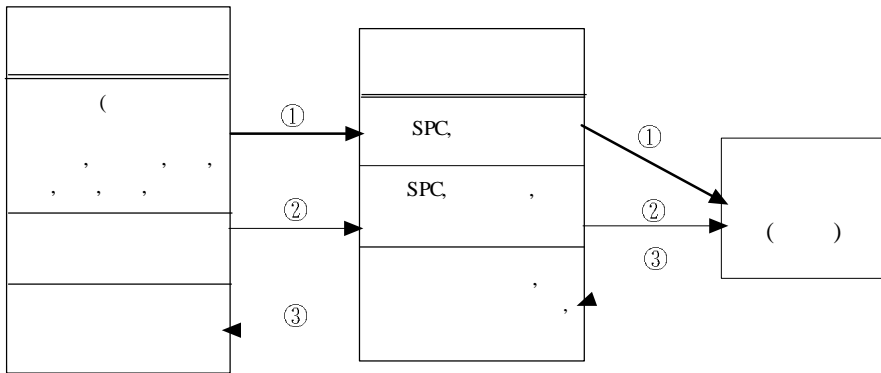 (
, , ,
, , ,
①
②
③
SPC,
SPC, ,
,
,
①
②
③
( )